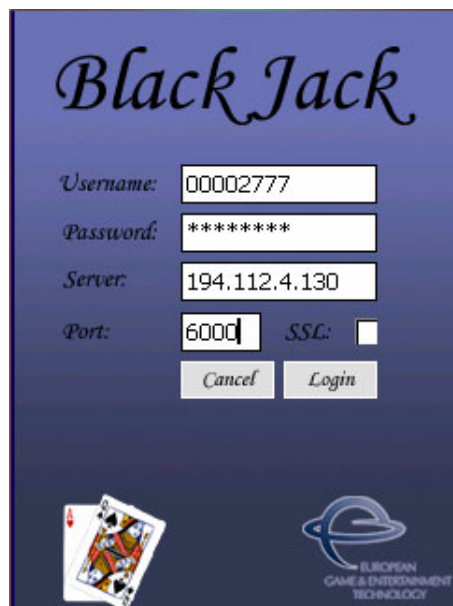 Black Jack
Username: 00002777
Password: ********
Server: 194.112.4.130
Port: 6000 SSL:
Cancel Login
A
EUROPEAN
GAME & ENTERTAINMENT
TECHNOLOGY